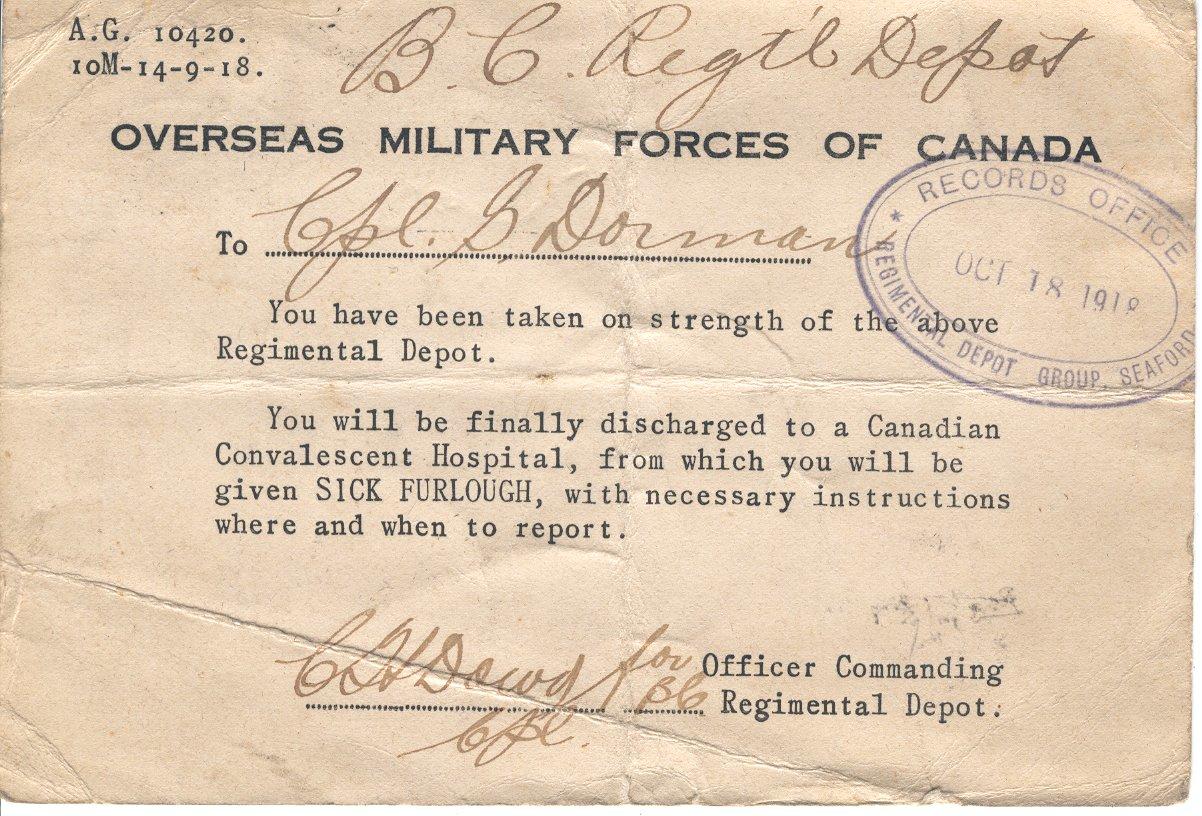 A.G. 10420.
10M-14-9-18.
B. C. Regt'l Depot
OVERSEAS MILITARY FORCES OF CANADA
To Cpl. G Dorman
* RECORDS OFFICE
OCT 18 1918
REGIMENTAL DEPOT GROUP, SEAFORD
You have been taken on strength of the above
Regimental Depot.
You will be finally discharged to a Canadian
Convalescent Hospital, from which you will be
given SICK FURLOUGH, with necessary instructions
where and when to report.
for Officer Commanding
Cpl. BC Regimental Depot.